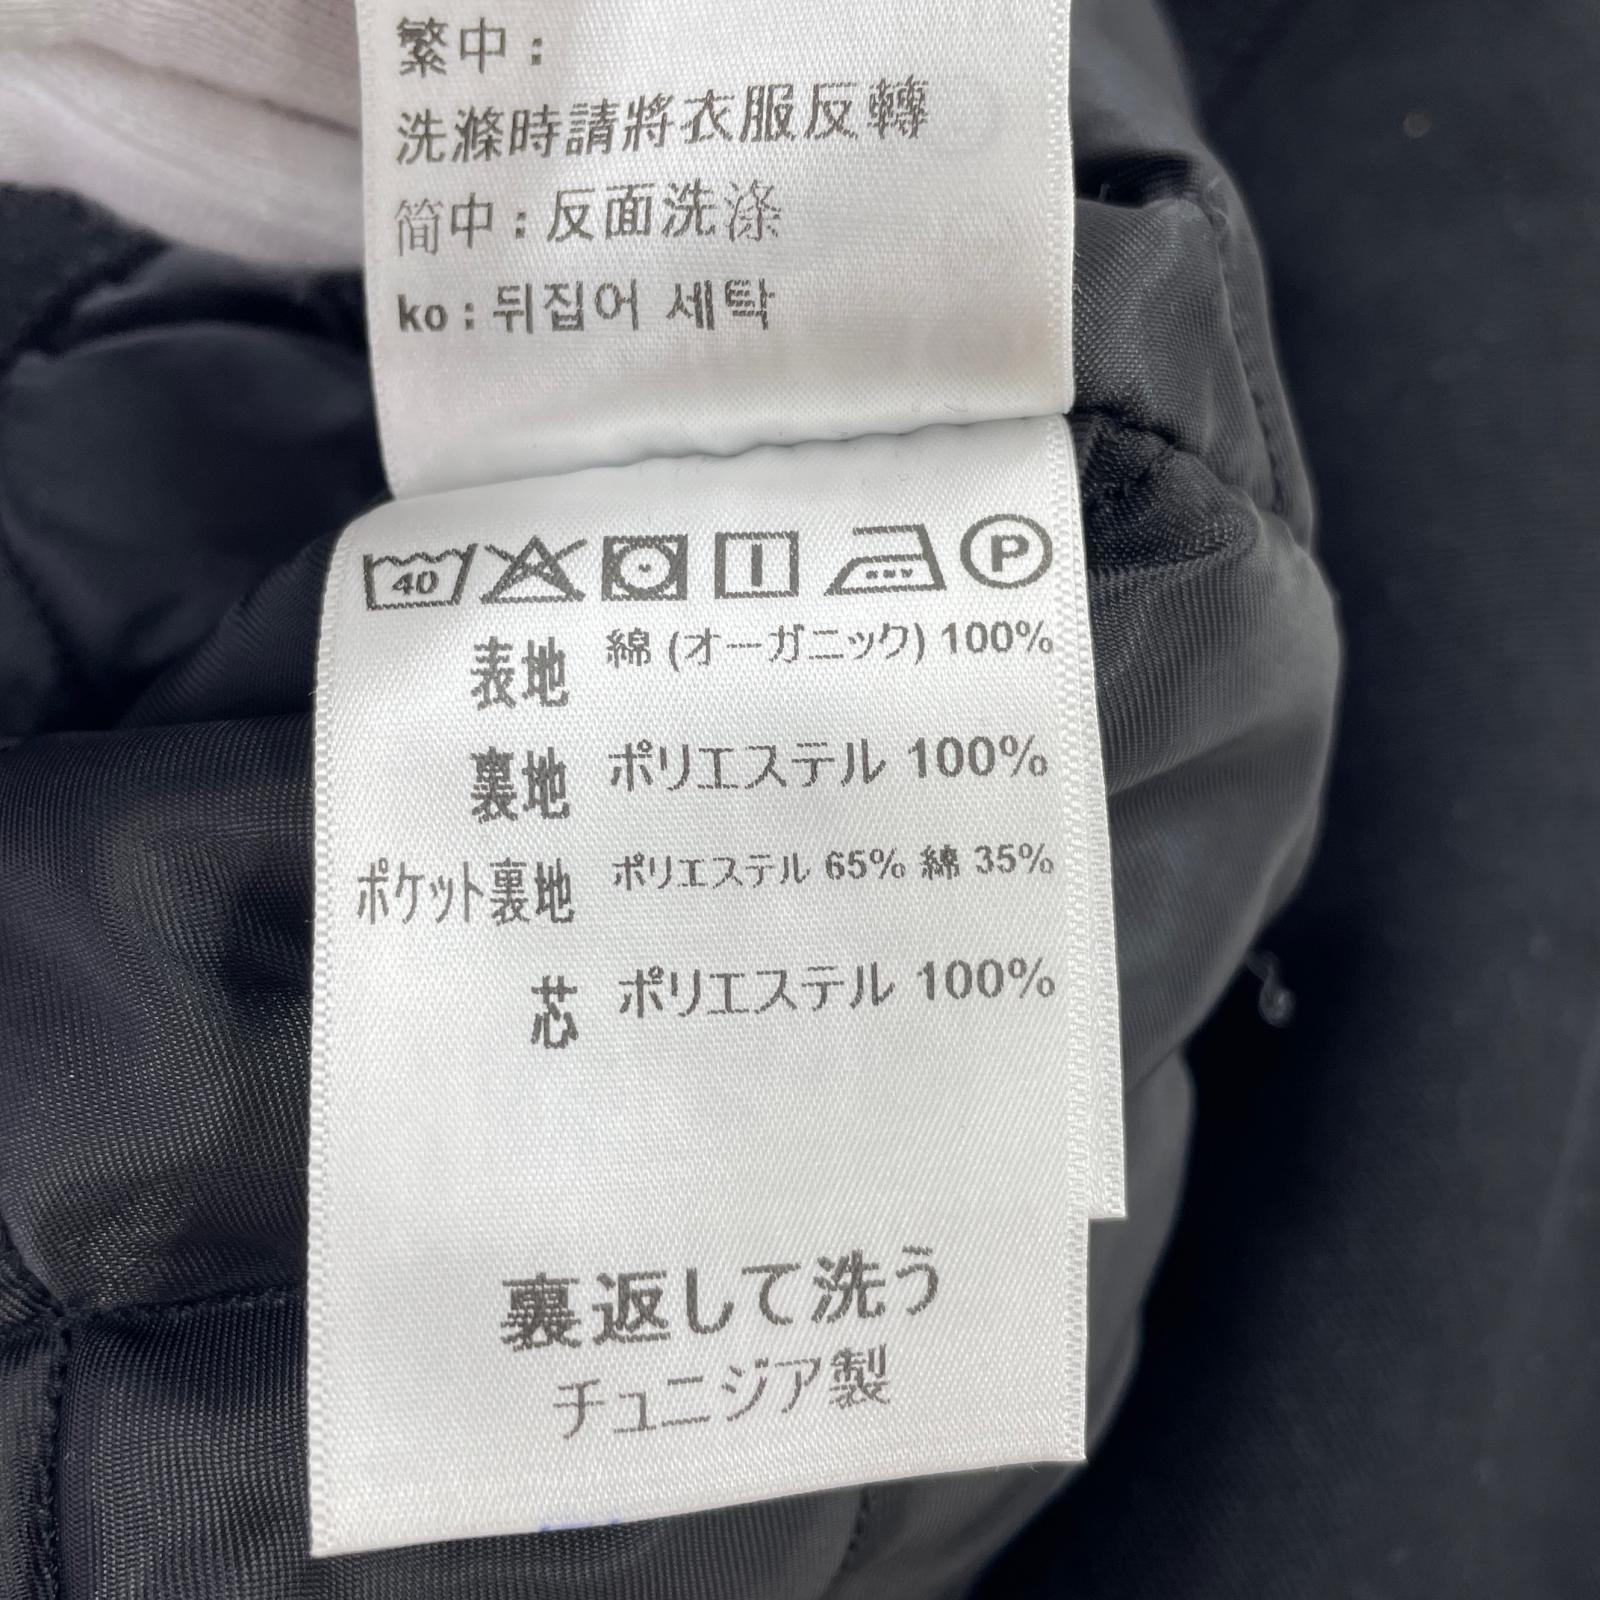 繁中：
洗滌時請將衣服反轉
简中：反面洗涤
ko：뒤집어 세탁
40 P
表地 綿 (オーガニック) 100%
裏地 ポリエステル 100%
ポケット裏地 ポリエステル 65% 綿 35%
芯 ポリエステル 100%
裏返して洗う
チュニジア製